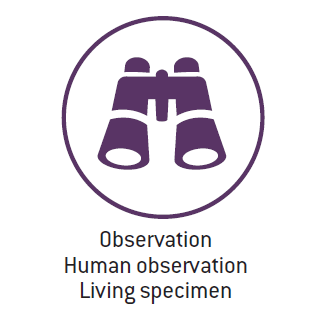 Observation
Human observation
Living specimen